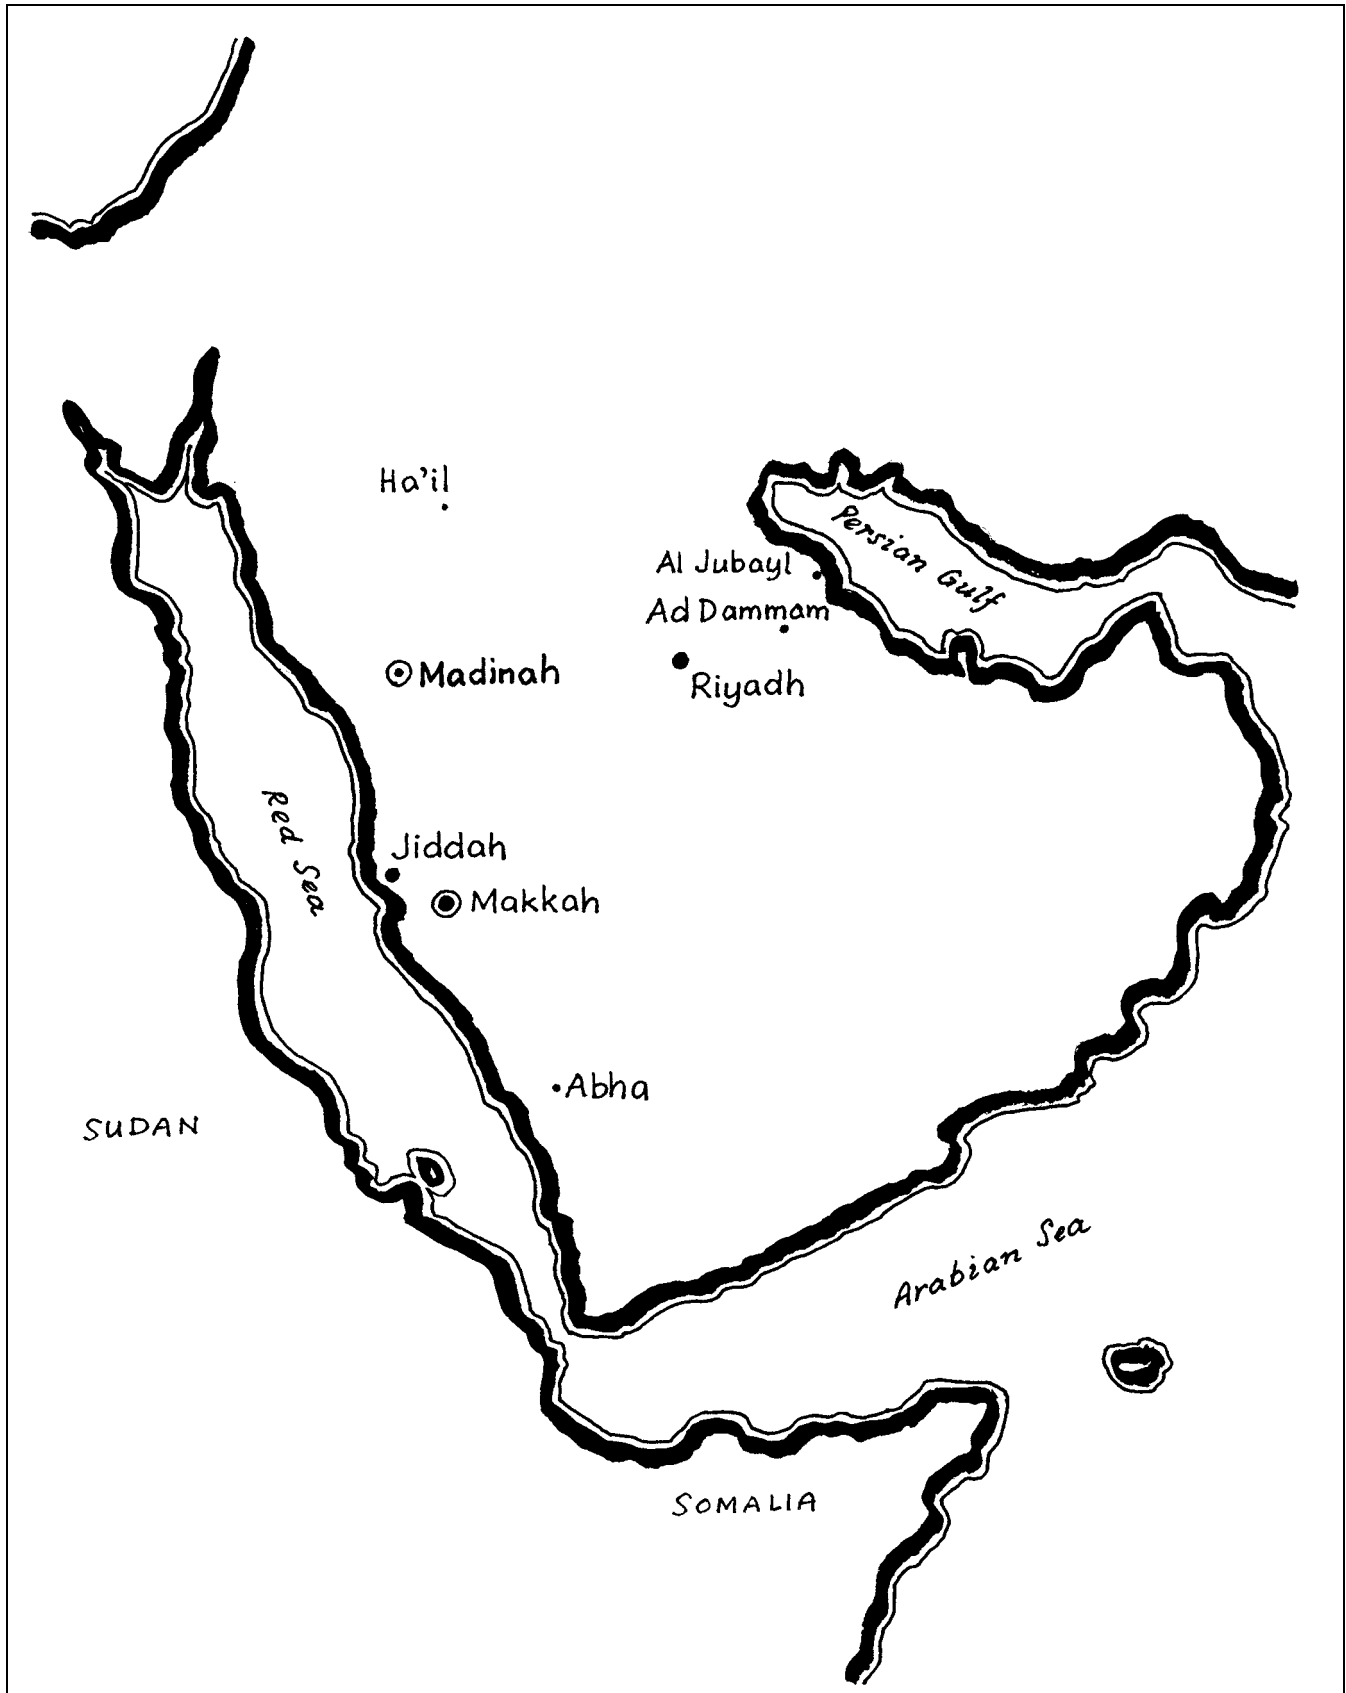 Ha'il
Persian Gulf
Al Jubayl
Ad Dammam
Madinah
Riyadh
Red Sea
Jiddah
Makkah
Abha
SUDAN
Arabian Sea
SOMALIA